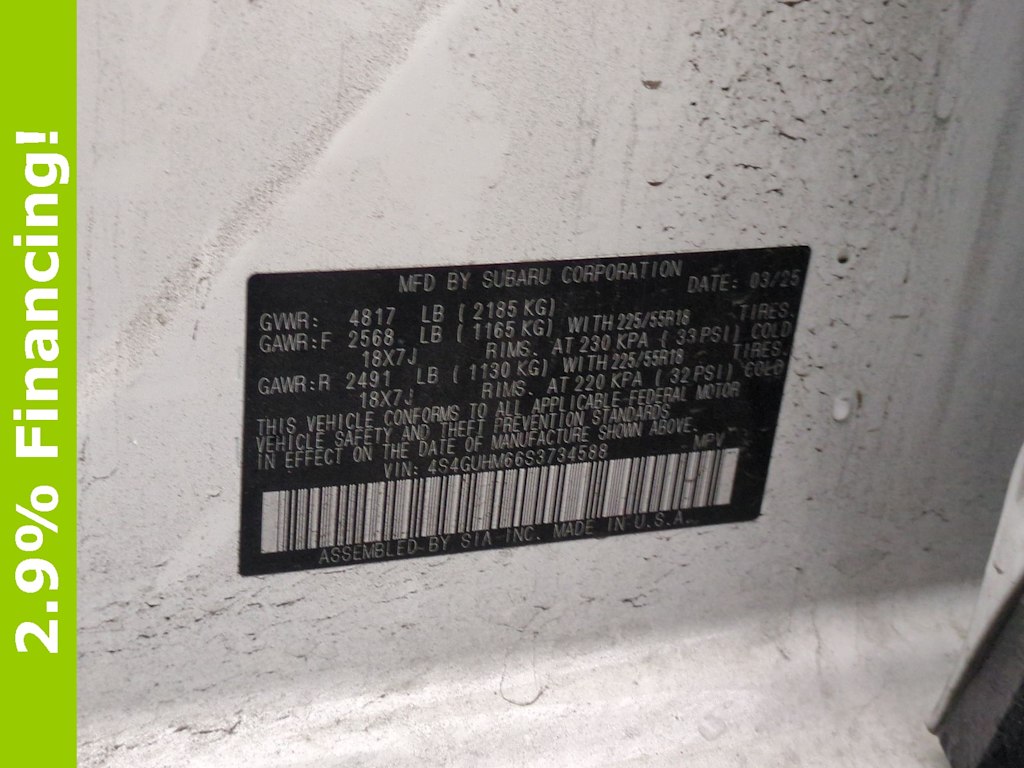 2.9% Financing!
MFD BY SUBARU CORPORATION DATE: 03/25
GVWR: 4817 LB ( 2185 KG)
GAWR:F 2568 LB ( 1165 KG) WITH 225/55R18 TIRES.
18X7J RIMS. AT 230 KPA ( 33 PSI) COLD
GAWR:R 2491 LB ( 1130 KG) WITH 225/55R18 TIRES.
18X7J RIMS. AT 220 KPA ( 32 PSI) COLD
THIS VEHICLE CONFORMS TO ALL APPLICABLE FEDERAL MOTOR
VEHICLE SAFETY AND THEFT PREVENTION STANDARDS
IN EFFECT ON THE DATE OF MANUFACTURE SHOWN ABOVE.
VIN: 4S4GUHM66S3734588 MPV
ASSEMBLED BY SIA INC. MADE IN U.S.A.